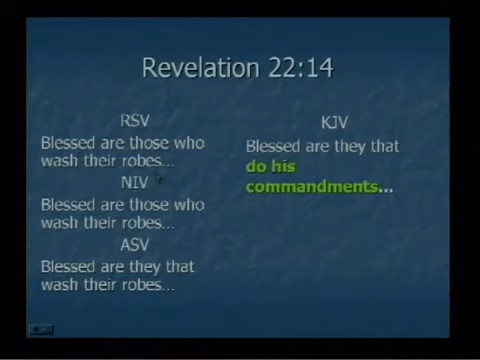 Revelation 22:14
RSV
Blessed are those who
wash their robes...
NIV
Blessed are those who
wash their robes...
ASV
Blessed are they that
wash their robes...
KJV
Blessed are they that
do his
commandments...